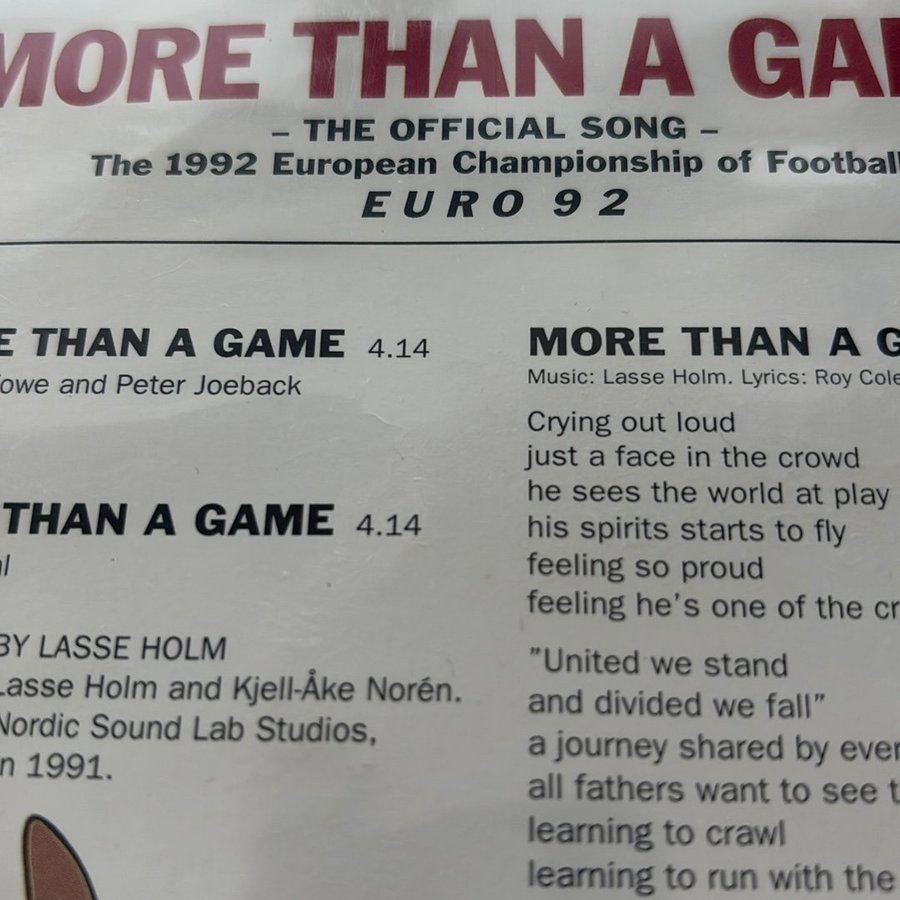 MORE THAN A GA
– THE OFFICIAL SONG –
The 1992 European Championship of Football
EURO 92
E THAN A GAME 4.14
owe and Peter Joeback
THAN A GAME 4.14
al
BY LASSE HOLM
Lasse Holm and Kjell-Åke Norén.
Nordic Sound Lab Studios,
n 1991.
MORE THAN A G
Music: Lasse Holm. Lyrics: Roy Cole
Crying out loud
just a face in the crowd
he sees the world at play
his spirits starts to fly
feeling so proud
feeling he's one of the cr
"United we stand
and divided we fall"
a journey shared by ever
all fathers want to see t
learning to crawl
learning to run with the